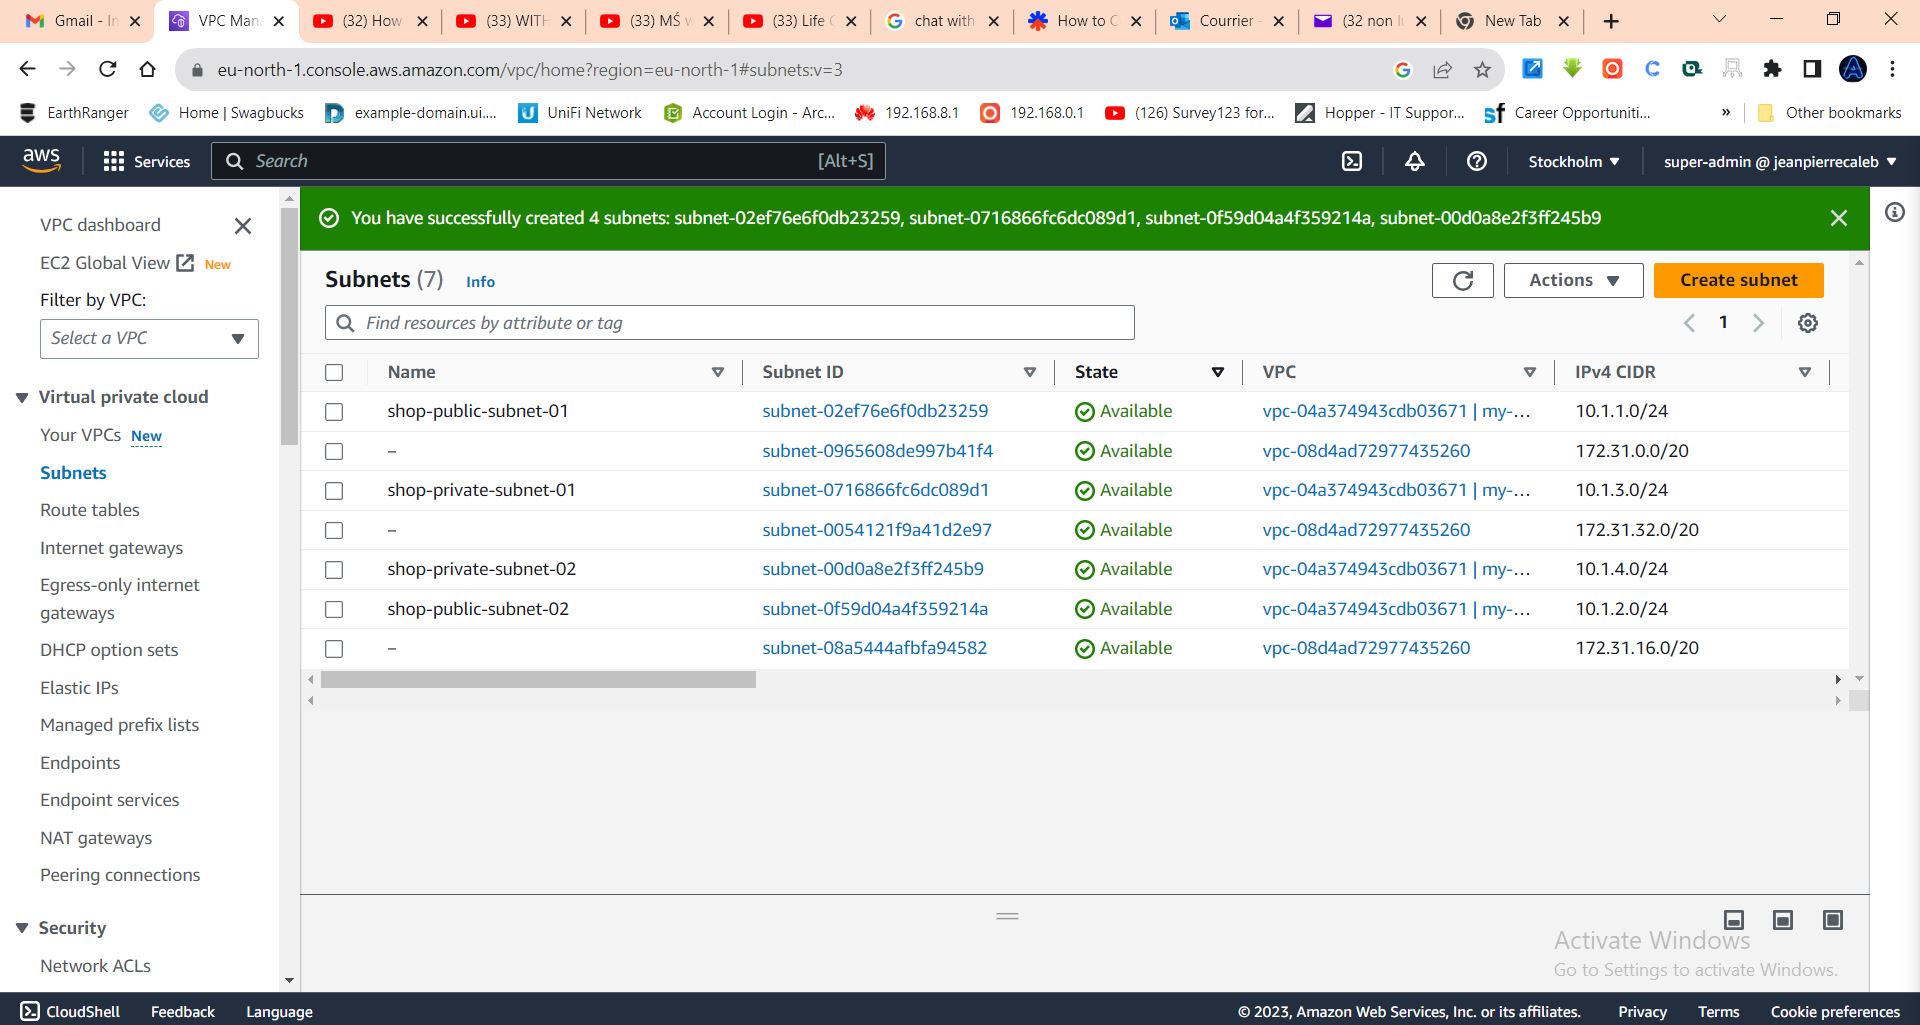 Gmail - In
VPC Man
(32) How
(33) WITH
(33) MŚ w
(33) Life
chat with
How to C
Courrier -
(32 non
New Tab
eu-north-1.console.aws.amazon.com/vpc/home?region=eu-north-1#subnets:v=3
EarthRanger
Home | Swagbucks
example-domain.ui....
UniFi Network
Account Login - Arc...
192.168.8.1
192.168.0.1
(126) Survey123 for...
Hopper - IT Suppor...
Career Opportuniti...
»
Other bookmarks
aws
Services
Search
[Alt+S]
Stockholm
super-admin @ jeanpierrecaleb
VPC dashboard
EC2 Global View New
Filter by VPC:
Select a VPC
Virtual private cloud
Your VPCs New
Subnets
Route tables
Internet gateways
Egress-only internet
gateways
DHCP option sets
Elastic IPs
Managed prefix lists
Endpoints
Endpoint services
NAT gateways
Peering connections
Security
Network ACLs
You have successfully created 4 subnets: subnet-02ef76e6f0db23259, subnet-0716866fc6dc089d1, subnet-0f59d04a4f359214a, subnet-00d0a8e2f3ff245b9
Subnets (7) Info
Actions
Create subnet
Find resources by attribute or tag
1
Name Subnet ID State VPC IPv4 CIDR
shop-public-subnet-01 subnet-02ef76e6f0db23259 Available vpc-04a374943cdb03671 | my-... 10.1.1.0/24
– subnet-0965608de997b41f4 Available vpc-08d4ad72977435260 172.31.0.0/20
shop-private-subnet-01 subnet-0716866fc6dc089d1 Available vpc-04a374943cdb03671 | my-... 10.1.3.0/24
– subnet-0054121f9a41d2e97 Available vpc-08d4ad72977435260 172.31.32.0/20
shop-private-subnet-02 subnet-00d0a8e2f3ff245b9 Available vpc-04a374943cdb03671 | my-... 10.1.4.0/24
shop-public-subnet-02 subnet-0f59d04a4f359214a Available vpc-04a374943cdb03671 | my-... 10.1.2.0/24
– subnet-08a5444afbfa94582 Available vpc-08d4ad72977435260 172.31.16.0/20
Activate Windows
Go to Settings to activate Windows.
CloudShell
Feedback
Language
© 2023, Amazon Web Services, Inc. or its affiliates.
Privacy
Terms
Cookie preferences